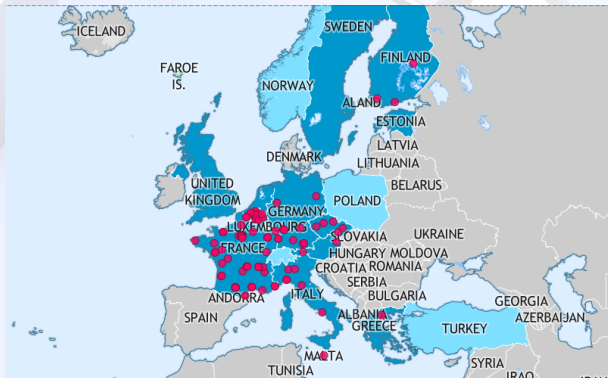 ICELAND
SWEDEN
FINLAND
FAROE
IS.
NORWAY
ALAND
ESTONIA
LATVIA
DENMARK
LITHUANIA
BELARUS
UNITED
KINGDOM
POLAND
GERMANY
LUXEMBOURG
UKRAINE
SLOVAKIA
FRANCE
HUNGARY
MOLDOVA
CROATIA
ROMANIA
SERBIA
ANDORRA
ITALY
BULGARIA
GEORGIA
SPAIN
ALBANIA
AZERBAIJAN
GREECE
TURKEY
MALTA
SYRIA
TUNISIA
IRAQ